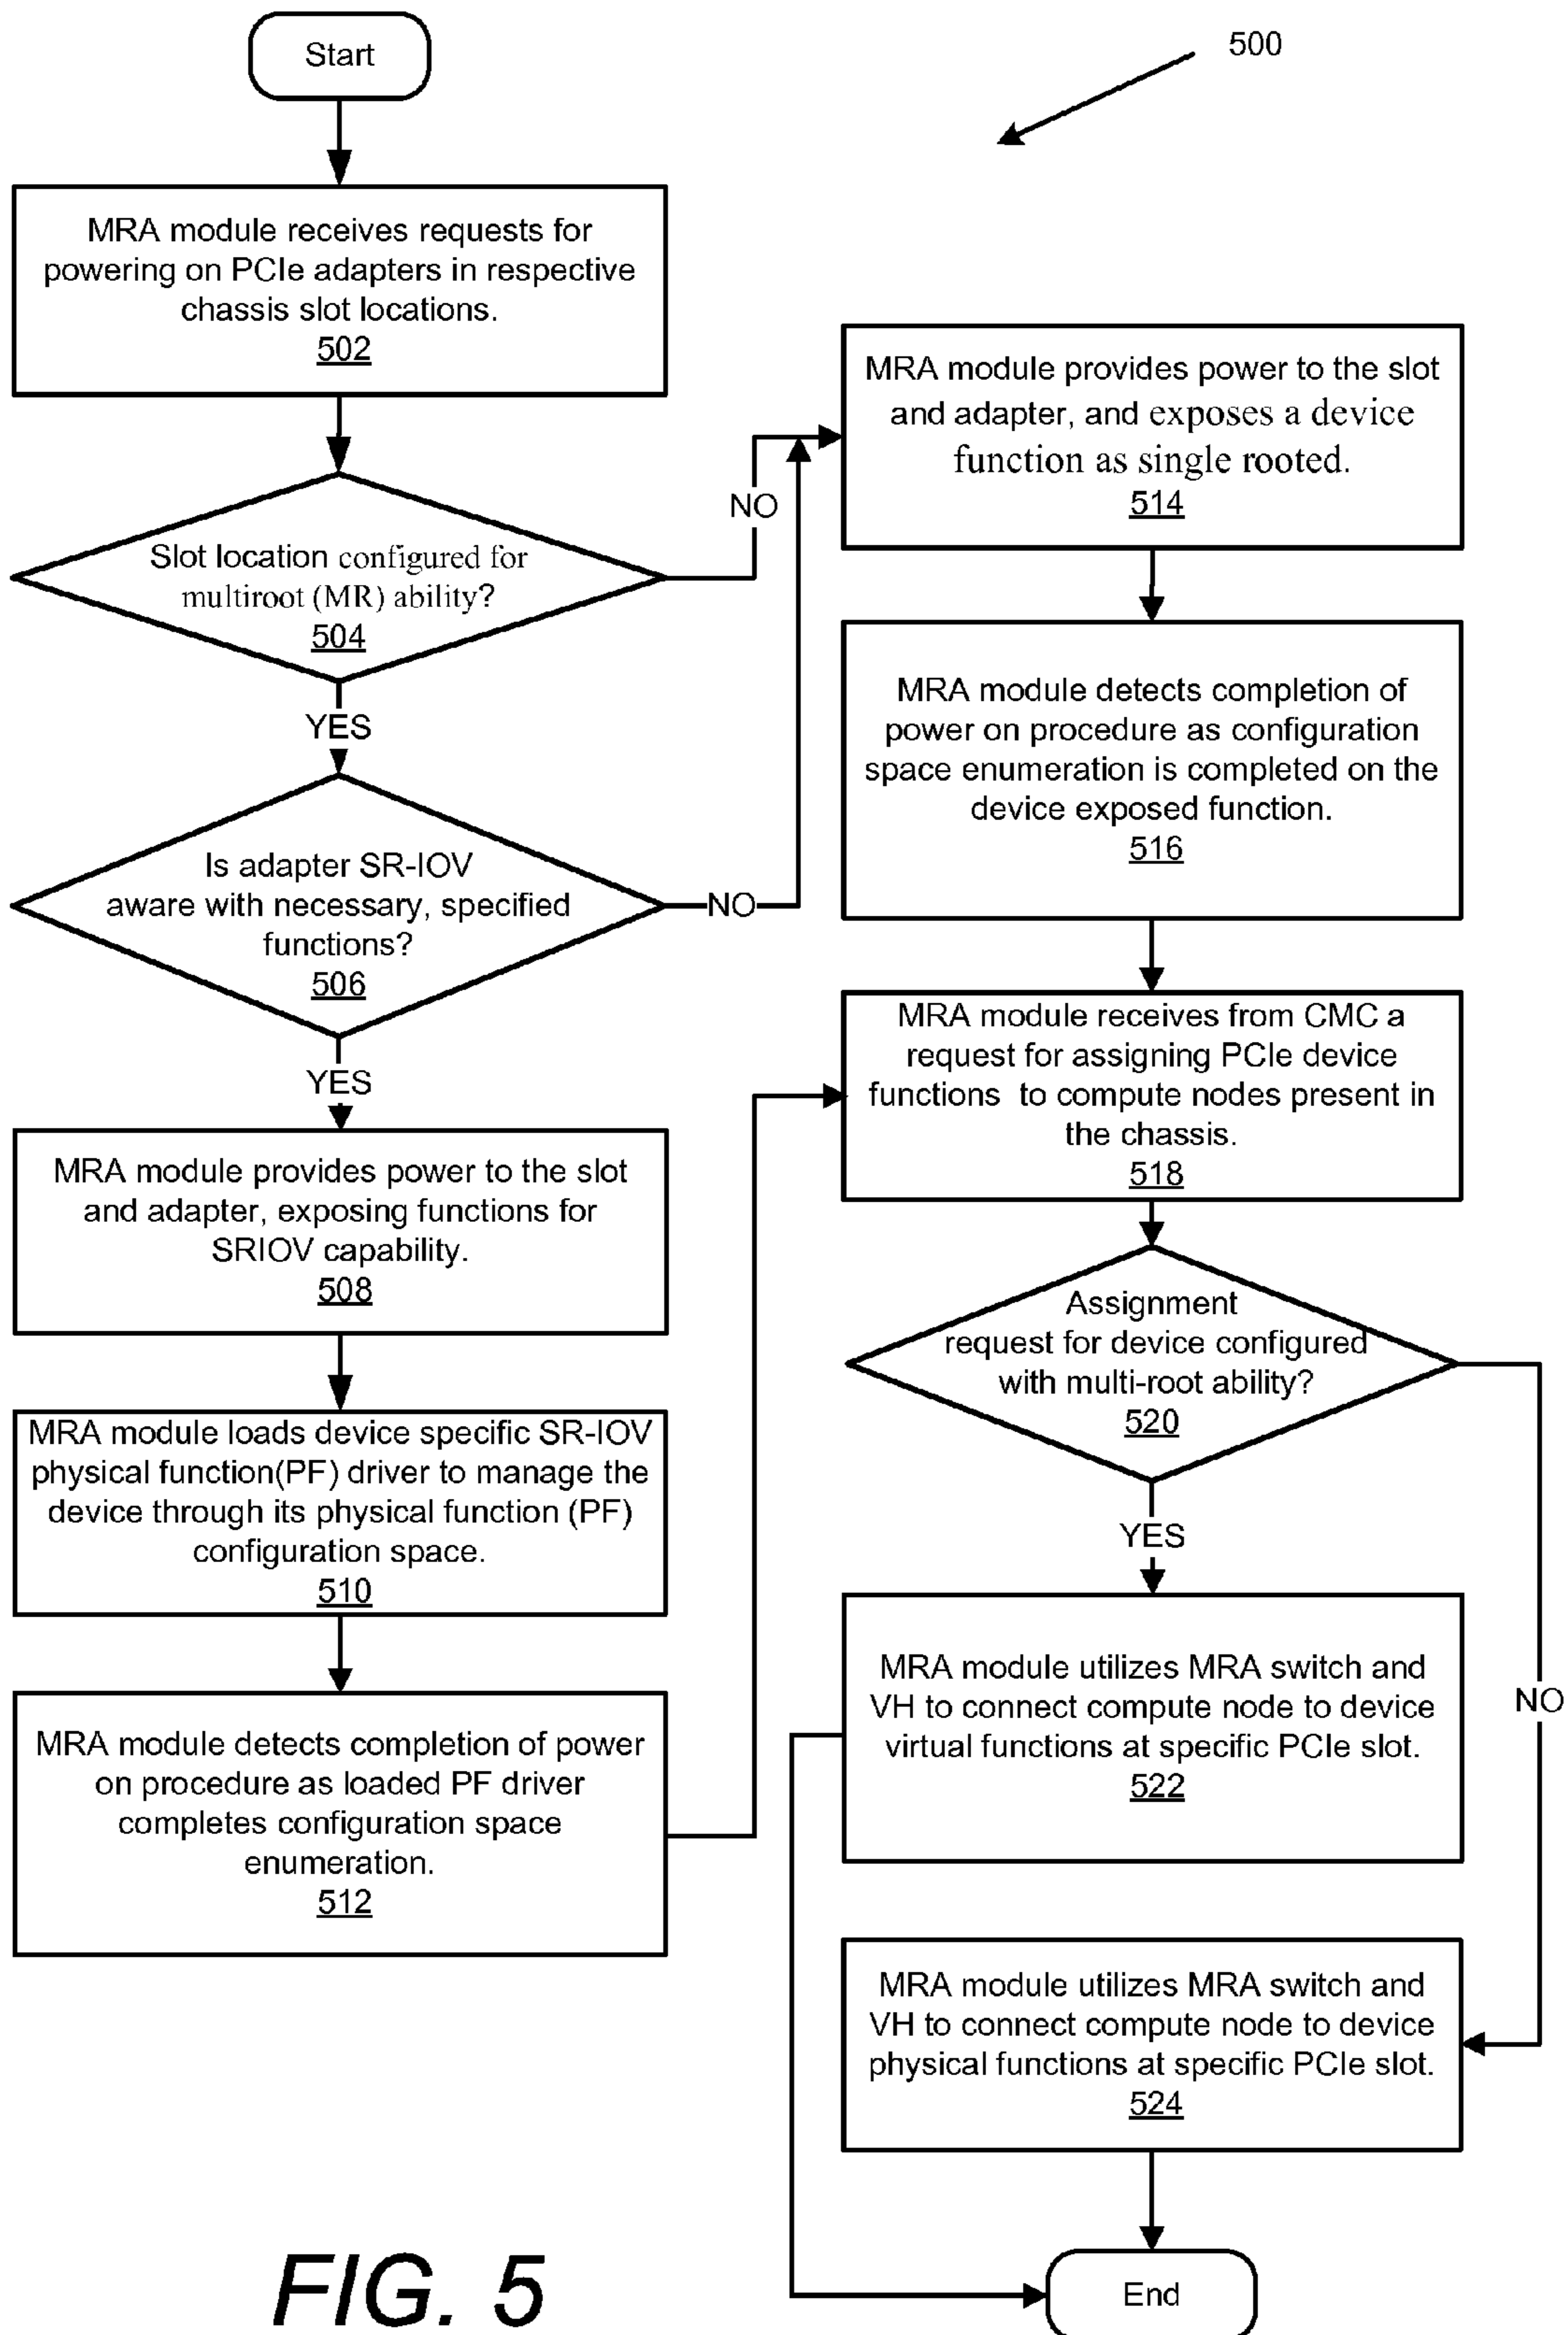 Start
500
MRA module receives requests for
powering on PCIe adapters in respective
chassis slot locations.
502
Slot location configured for
multiroot (MR) ability?
504
NO
YES
Is adapter SR-IOV
aware with necessary, specified
functions?
506
NO
YES
MRA module provides power to the slot
and adapter, exposing functions for
SRIOV capability.
508
MRA module loads device specific SR-IOV
physical function(PF) driver to manage the
device through its physical function (PF)
configuration space.
510
MRA module detects completion of power
on procedure as loaded PF driver
completes configuration space
enumeration.
512
MRA module provides power to the slot
and adapter, and exposes a device
function as single rooted.
514
MRA module detects completion of
power on procedure as configuration
space enumeration is completed on the
device exposed function.
516
MRA module receives from CMC a
request for assigning PCIe device
functions to compute nodes present in
the chassis.
518
Assignment
request for device configured
with multi-root ability?
520
YES
NO
MRA module utilizes MRA switch and
VH to connect compute node to device
virtual functions at specific PCIe slot.
522
MRA module utilizes MRA switch and
VH to connect compute node to device
physical functions at specific PCIe slot.
524
End
FIG. 5